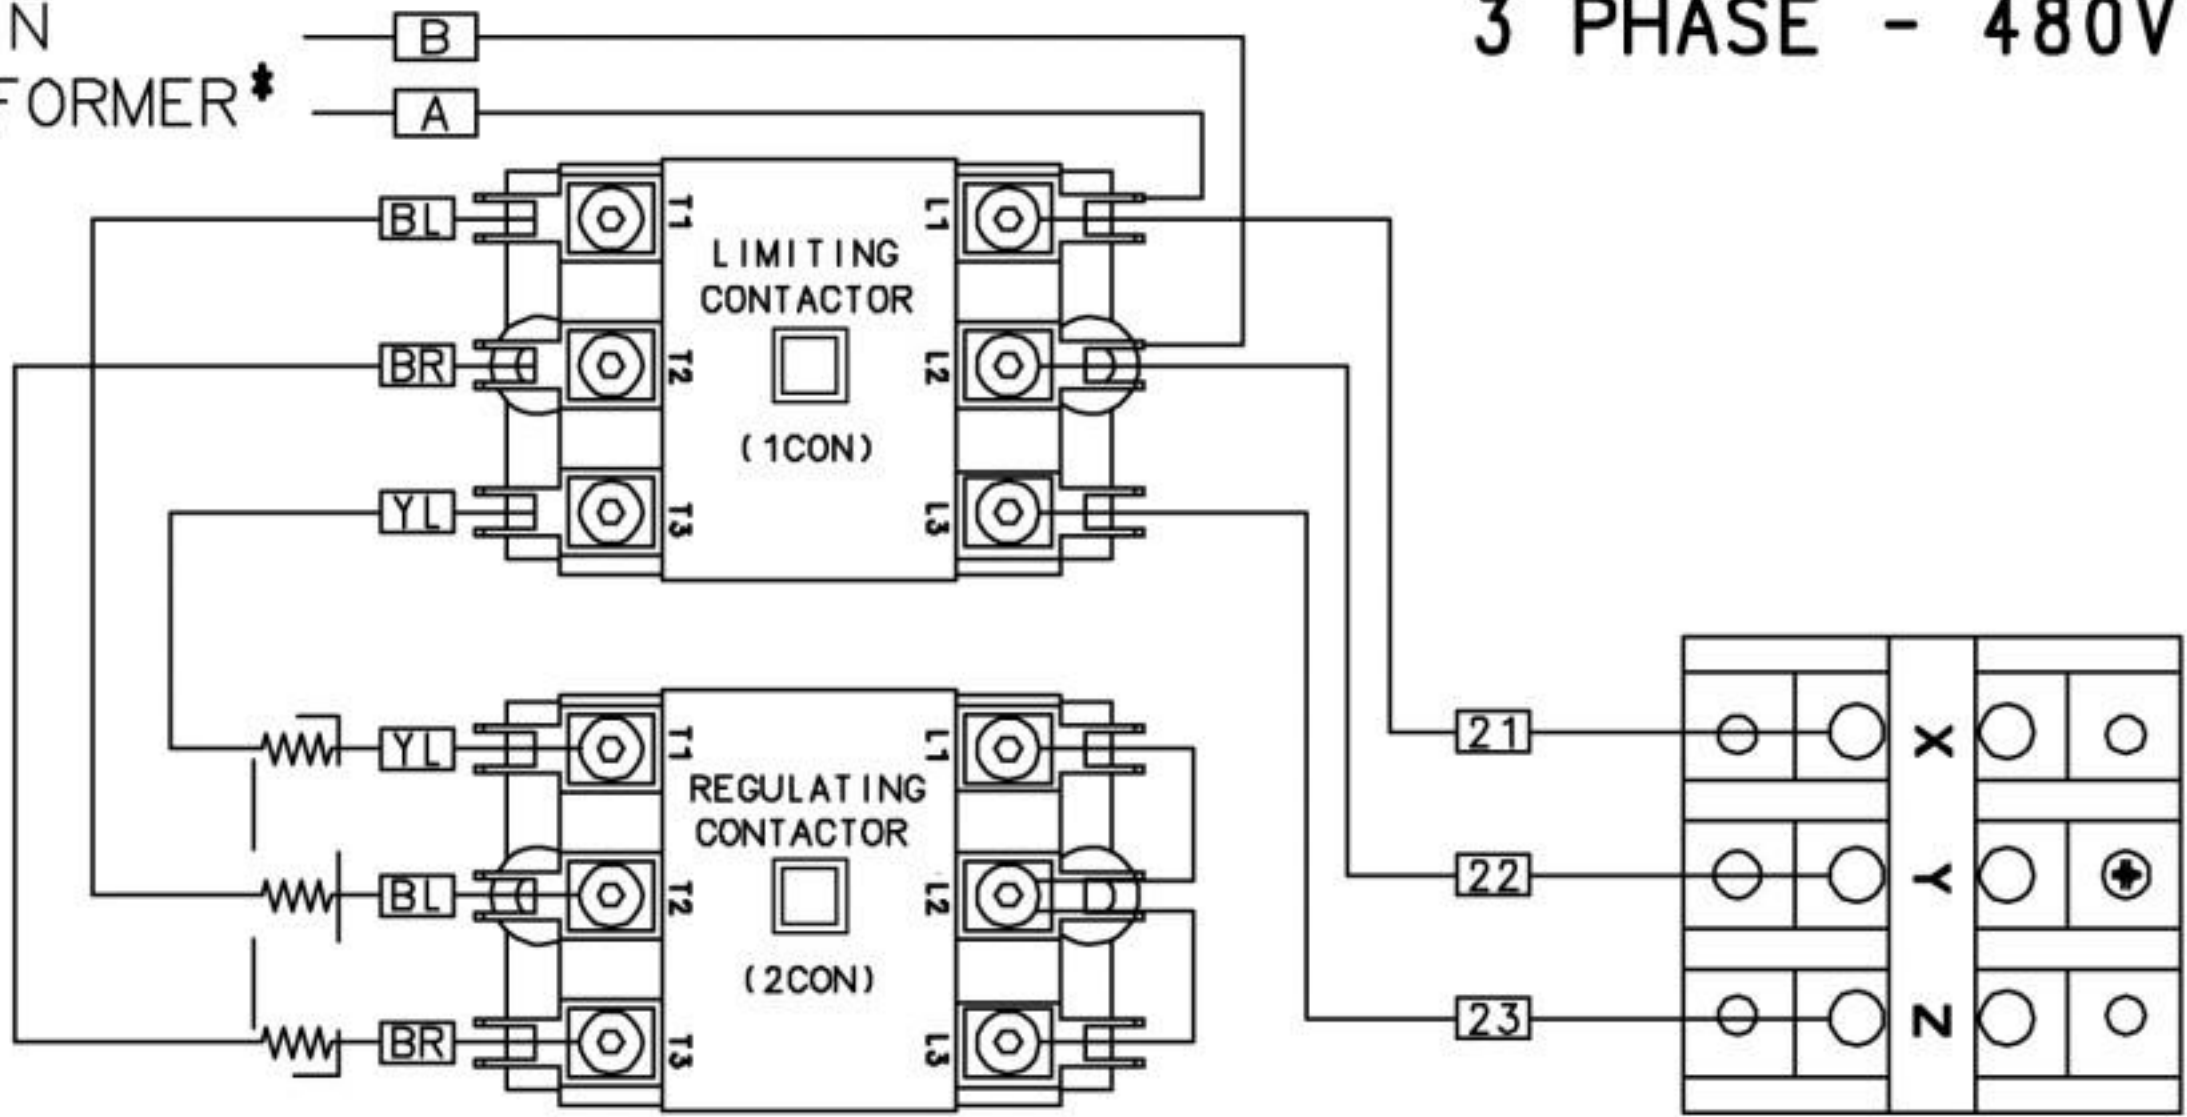 N
FORMER*
3 PHASE - 480V
B
A
BL
BR
YL
T1
T2
T3
LIMITING
CONTACTOR
(1CON)
L1
L2
L3
YL
BL
BR
T1
T2
T3
REGULATING
CONTACTOR
(2CON)
L1
L2
L3
21
22
23
X
Y
Z